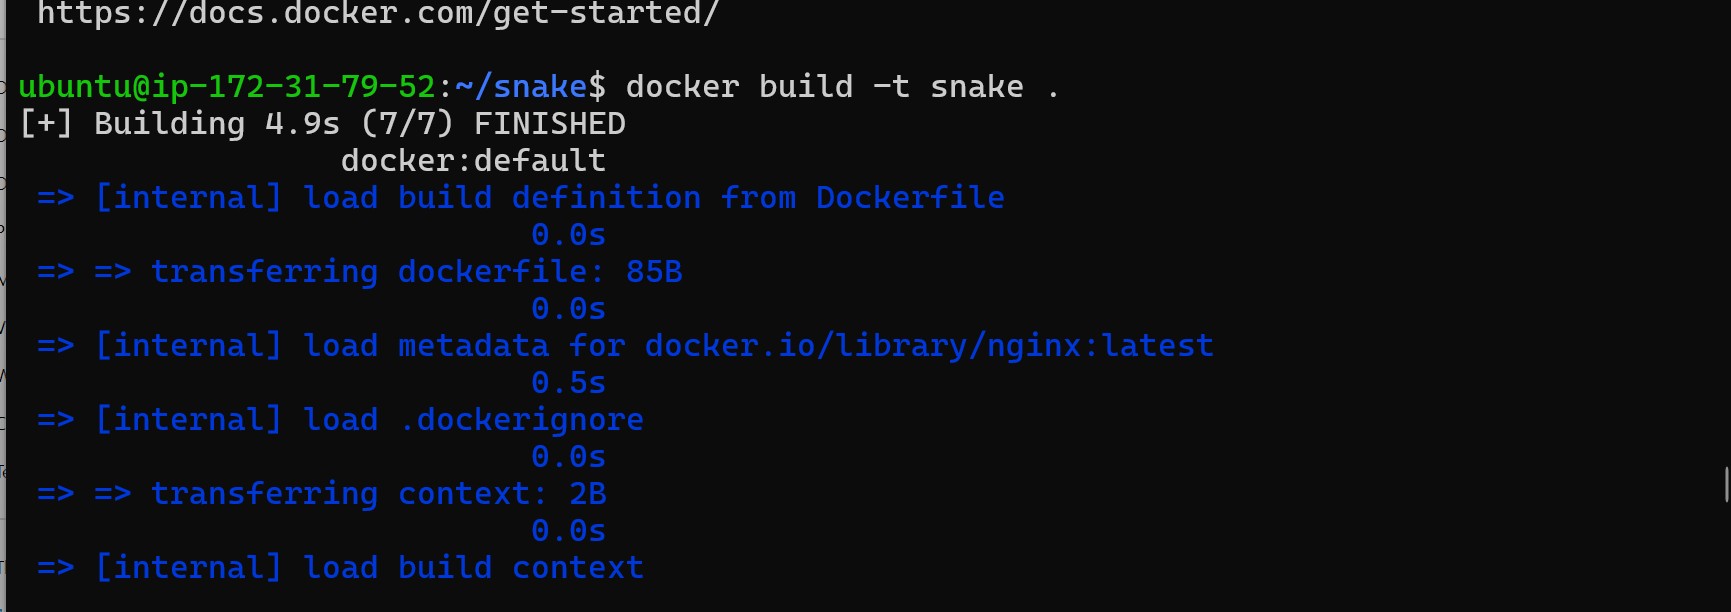 https://docs.docker.com/get-started/
ubuntu@ip-172-31-79-52:~/snake$ docker build -t snake .
[+] Building 4.9s (7/7) FINISHED
docker:default
=> [internal] load build definition from Dockerfile
0.0s
=> => transferring dockerfile: 85B
0.0s
=> [internal] load metadata for docker.io/library/nginx:latest
0.5s
=> [internal] load .dockerignore
0.0s
=> => transferring context: 2B
0.0s
=> [internal] load build context